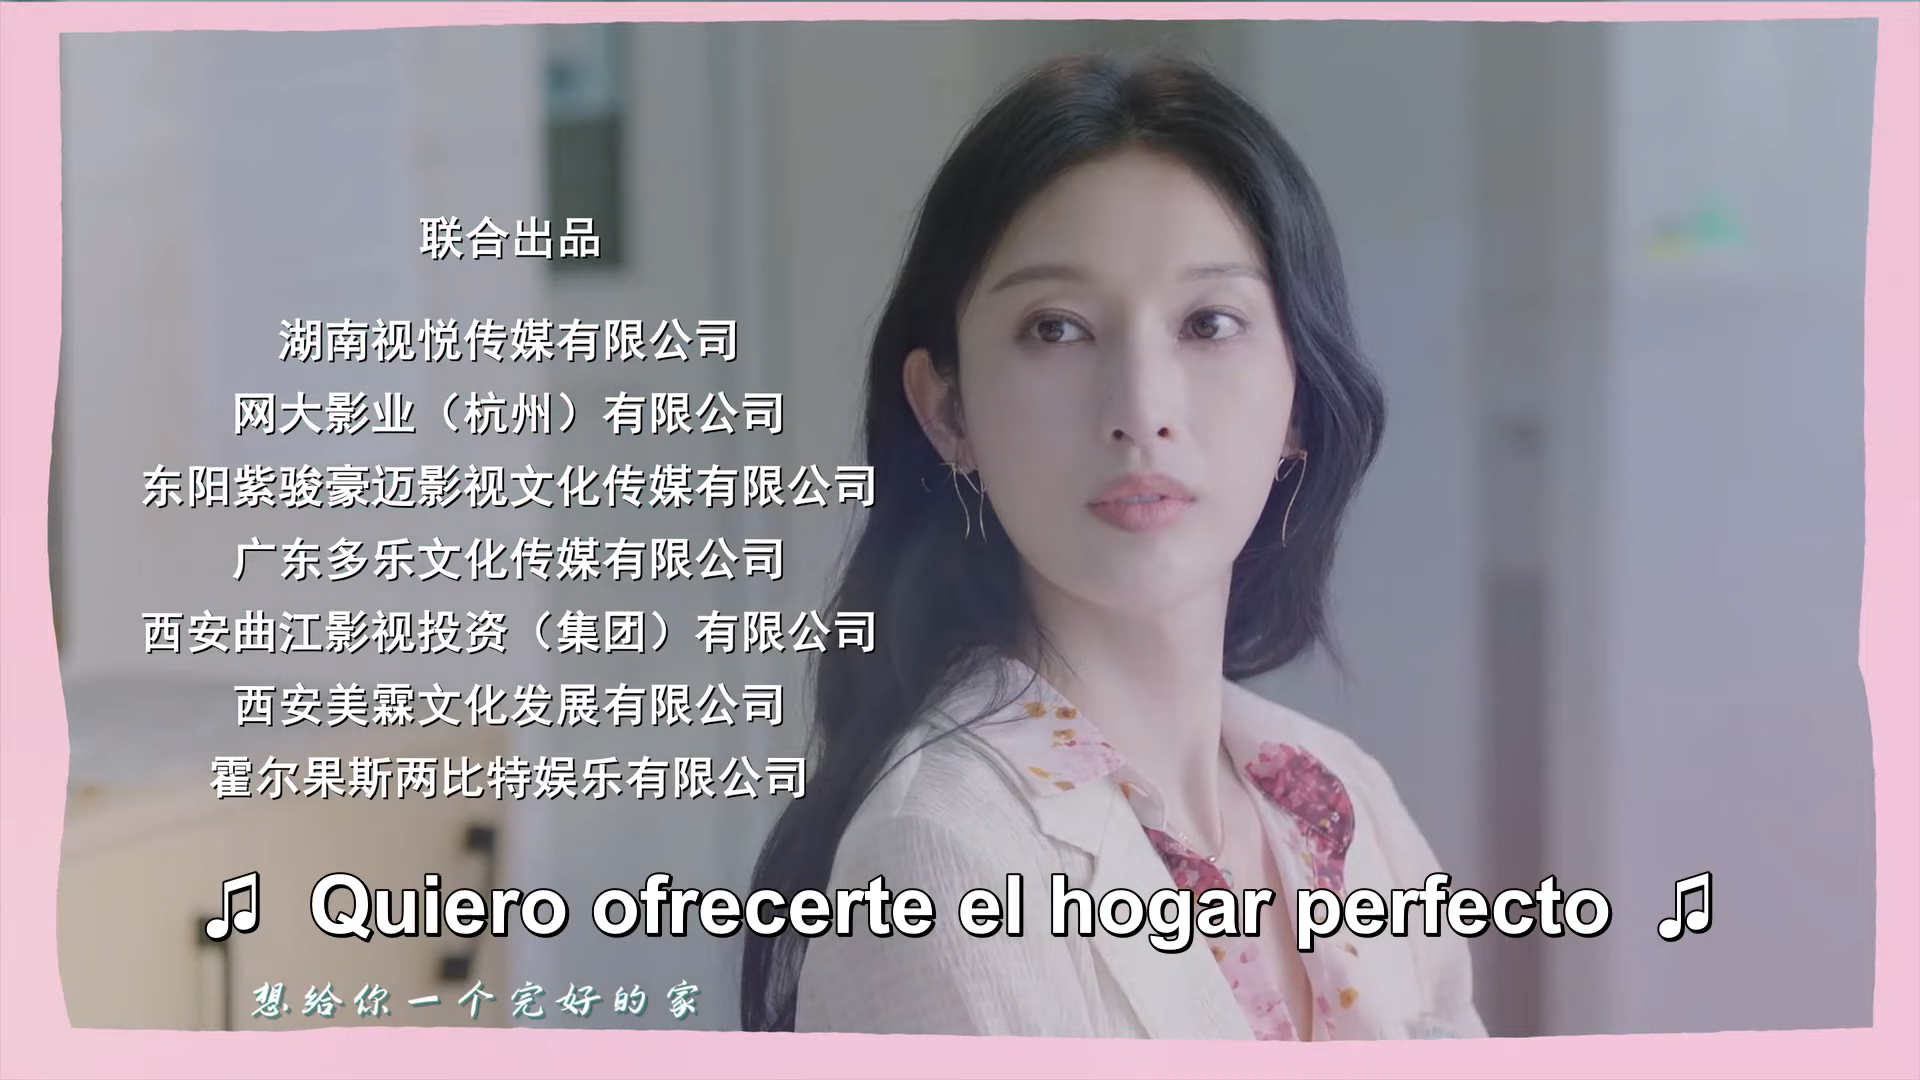 联合出品
湖南视悦传媒有限公司
网大影业（杭州）有限公司
东阳紫骏豪迈影视文化传媒有限公司
广东多乐文化传媒有限公司
西安曲江影视投资（集团）有限公司
西安美霖文化发展有限公司
霍尔果斯两比特娱乐有限公司
♫ Quiero ofrecerte el hogar perfecto ♫
想给你一个完好的家